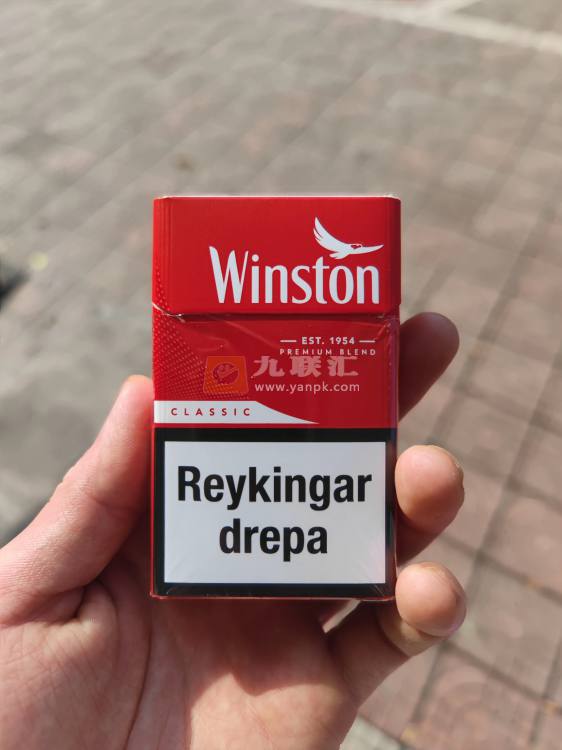 Winston
EST. 1954
PREMIUM BLEND
九联汇
www.yanpk.com
CLASSIC
Reykingar
drepa